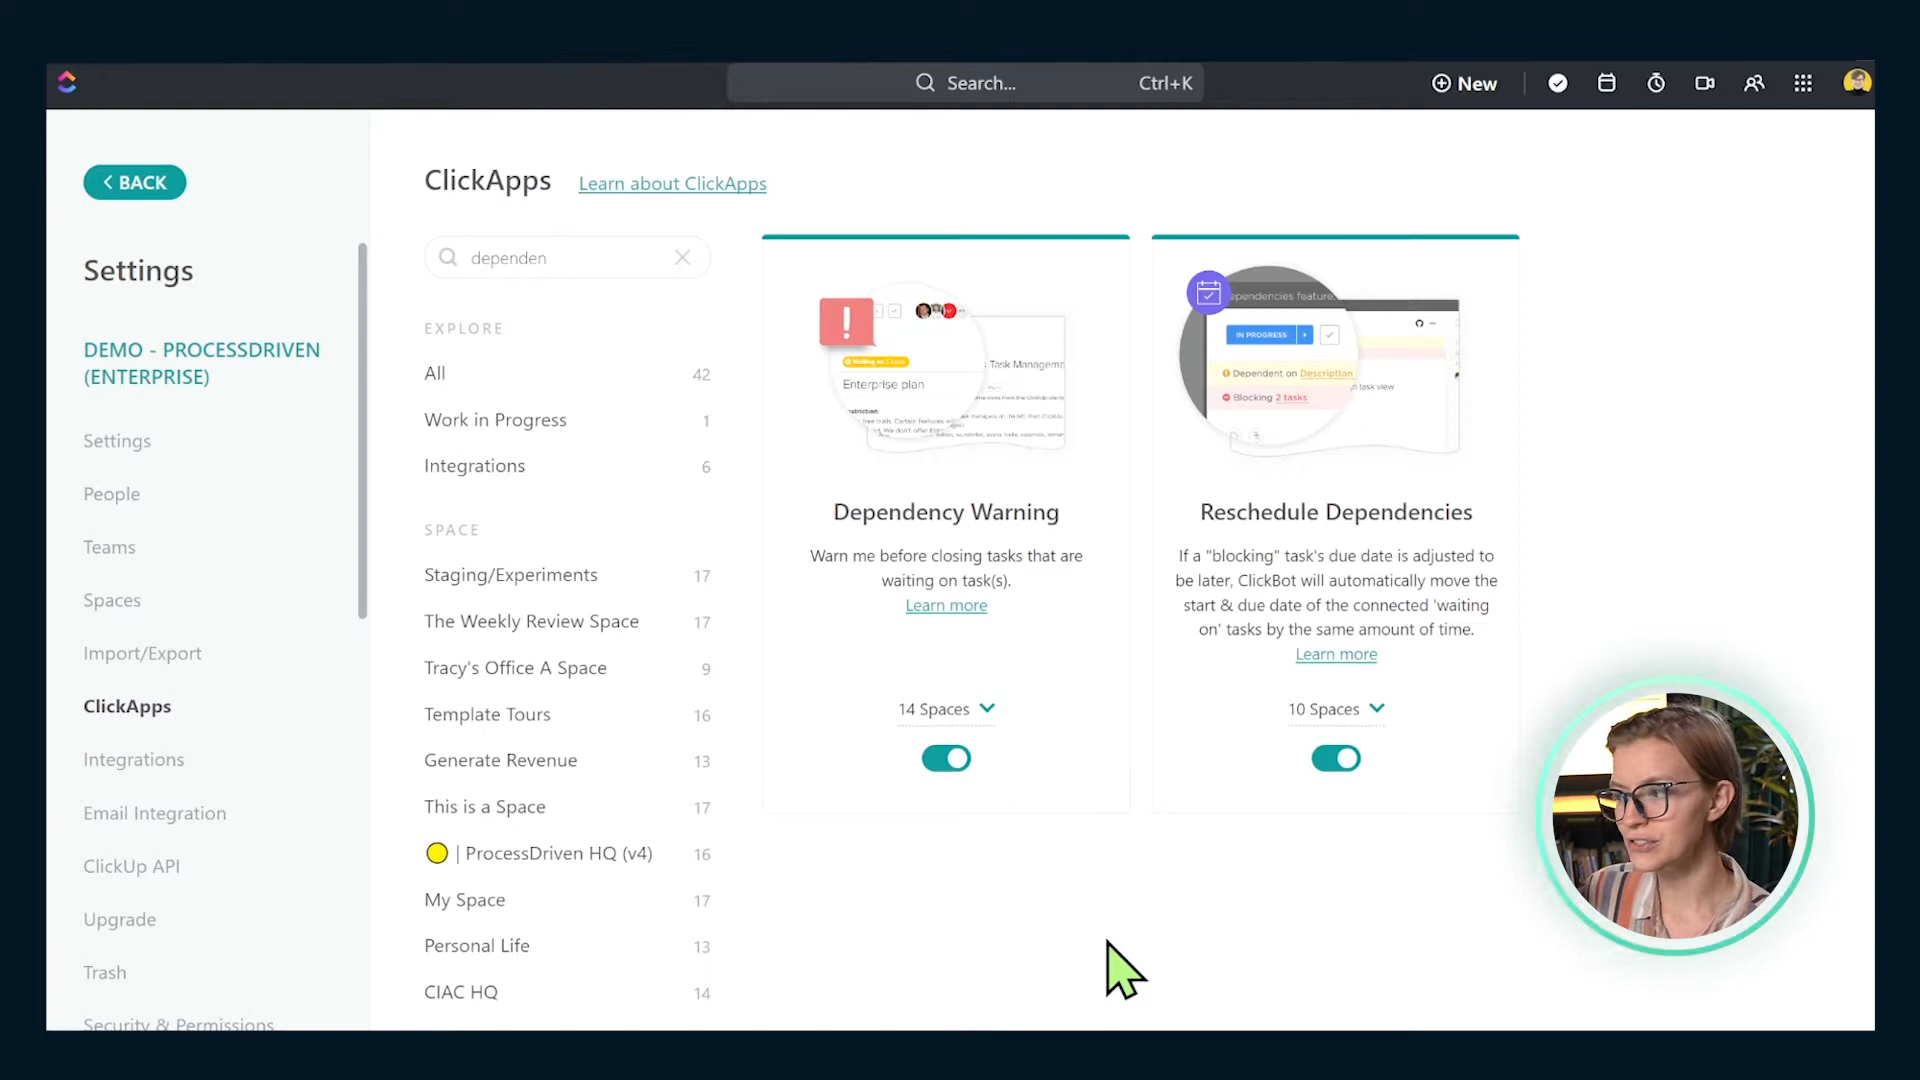 Search...
Ctrl+K
New
BACK
Settings
DEMO - PROCESSDRIVEN
(ENTERPRISE)
Settings
People
Teams
Spaces
Import/Export
ClickApps
Integrations
Email Integration
ClickUp API
Upgrade
Trash
Security & Permissions
ClickApps
Learn about ClickApps
dependen
EXPLORE
All 42
Work in Progress 1
Integrations 6
SPACE
Staging/Experiments 17
The Weekly Review Space 17
Tracy's Office A Space 9
Template Tours 16
Generate Revenue 13
This is a Space 17
| ProcessDriven HQ (v4) 16
My Space 17
Personal Life 13
CIAC HQ 14
!
Task Manageme
Enterprise plan
Dependency Warning
Warn me before closing tasks that are
waiting on task(s).
Learn more
14 Spaces
ependencies feature.
IN PROGRESS
Dependent on Description
task view
Blocking 2 tasks
Reschedule Dependencies
If a "blocking" task's due date is adjusted to
be later, ClickBot will automatically move the
start & due date of the connected 'waiting
on' tasks by the same amount of time.
Learn more
10 Spaces